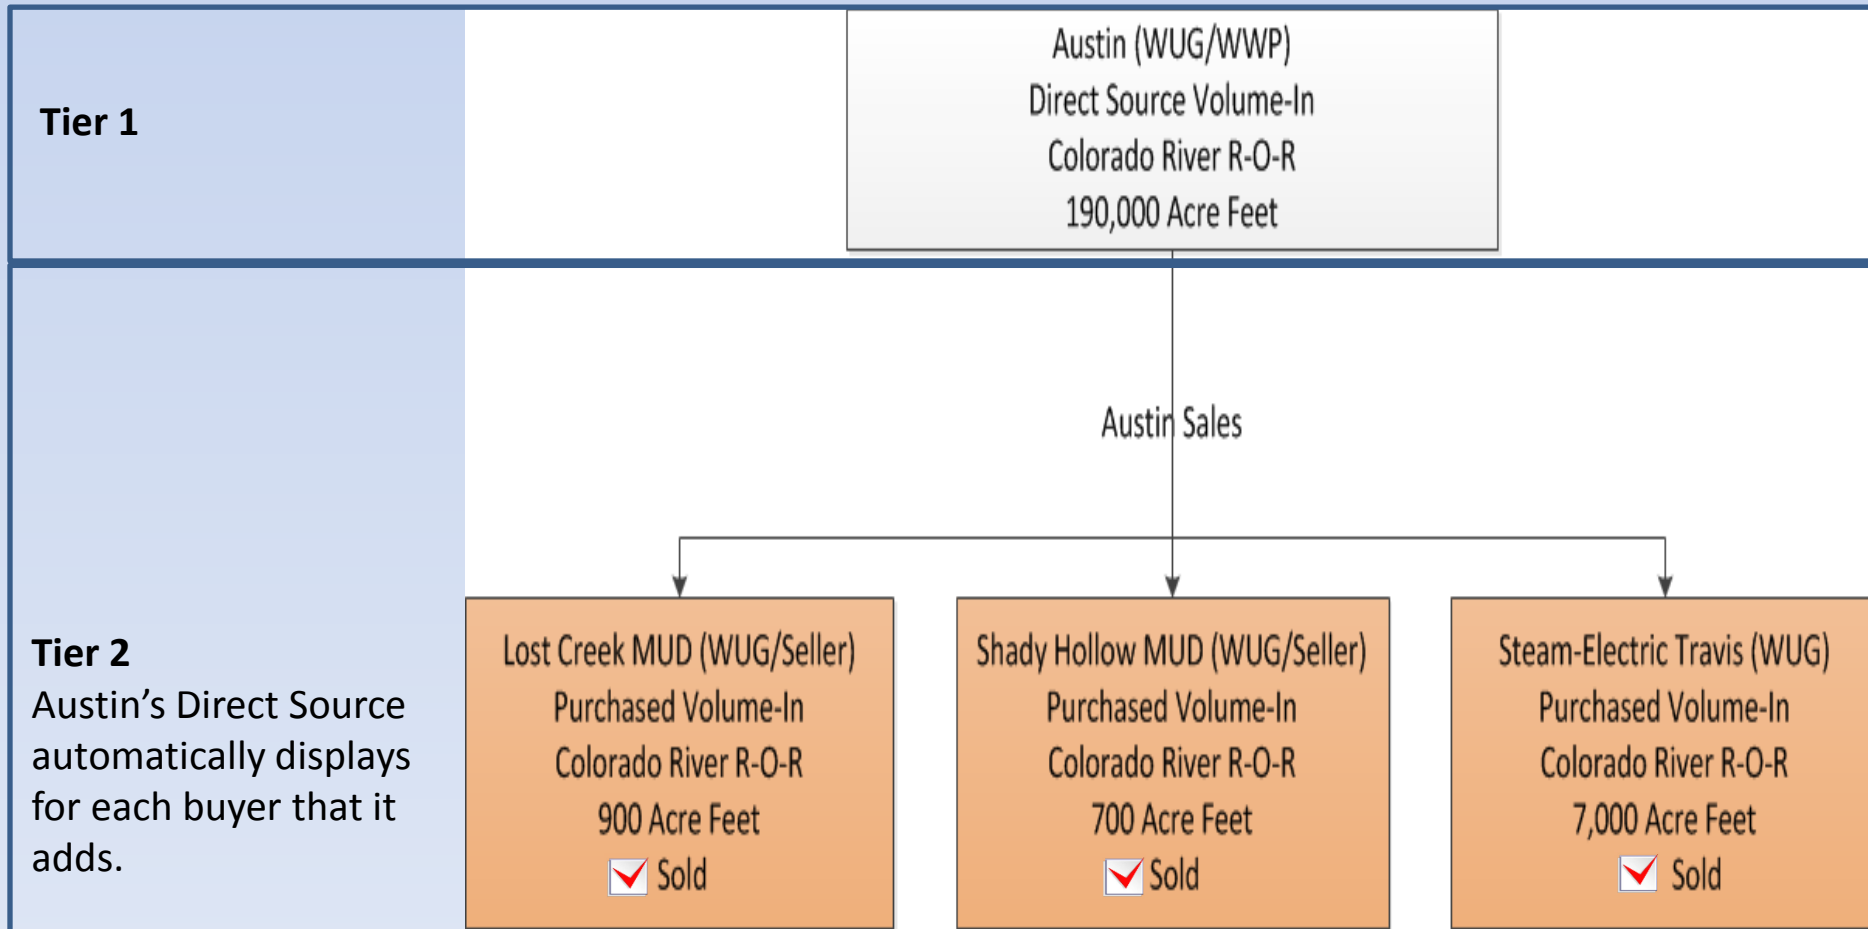 Tier 1
Austin (WUG/WWP)
Direct Source Volume-In
Colorado River R-O-R
190,000 Acre Feet
Austin Sales
Tier 2
Austin’s Direct Source
automatically displays
for each buyer that it
adds.
Lost Creek MUD (WUG/Seller)
Purchased Volume-In
Colorado River R-O-R
900 Acre Feet
Sold
Shady Hollow MUD (WUG/Seller)
Purchased Volume-In
Colorado River R-O-R
700 Acre Feet
Sold
Steam-Electric Travis (WUG)
Purchased Volume-In
Colorado River R-O-R
7,000 Acre Feet
Sold